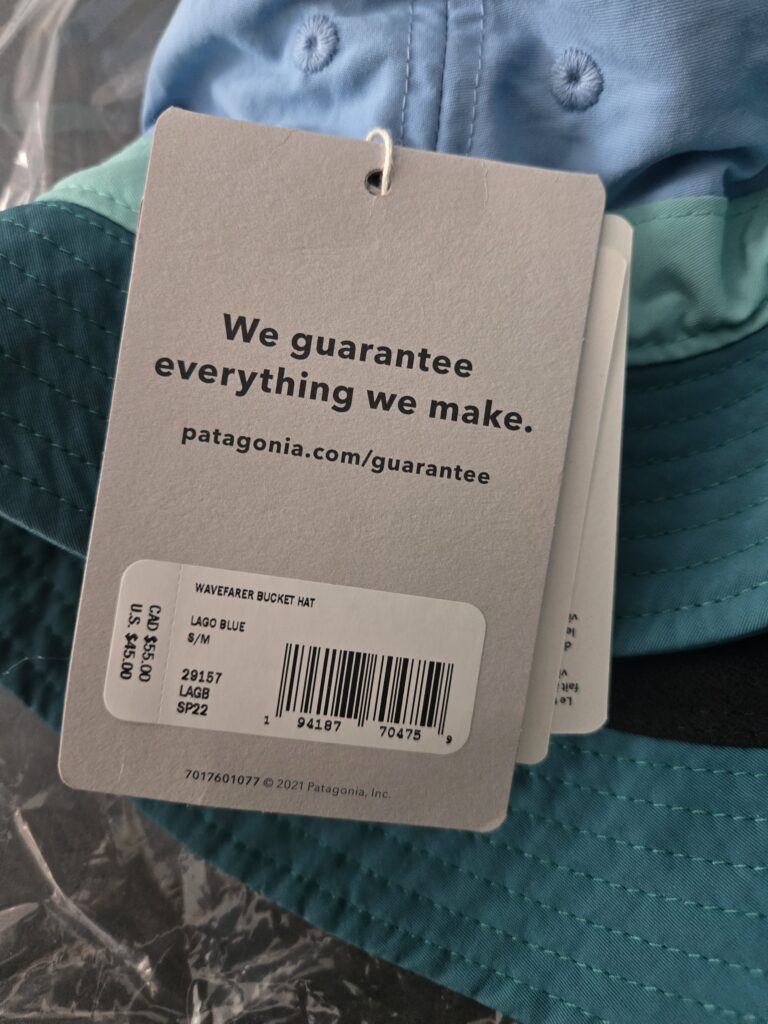 We guarantee
everything we make.
patagonia.com/guarantee
WAVEFARER BUCKET HAT
LAGO BLUE
S/M
29157
LAGB
SP22
CAD $55.00
U.S. $45.00
1 94187 70475 9
7017601077 © 2021 Patagonia, Inc.